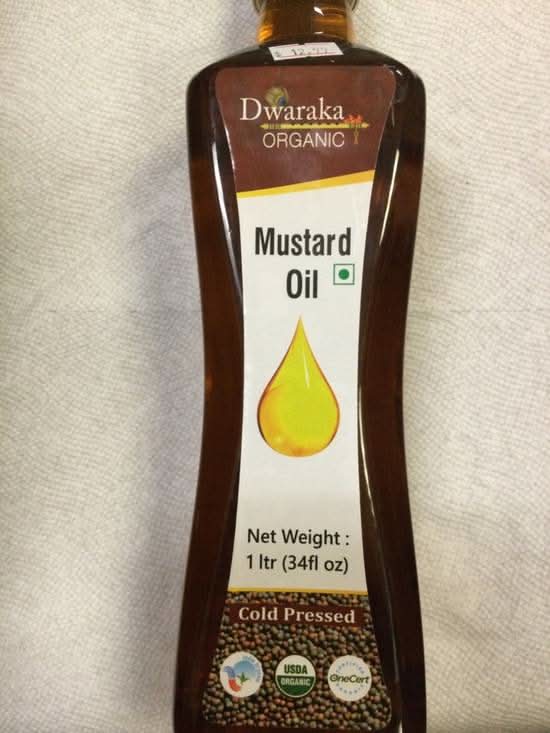 Dwaraka
ORGANIC
Mustard
Oil
Net Weight :
1 ltr (34fl oz)
Cold Pressed
USDA
ORGANIC
OneCert